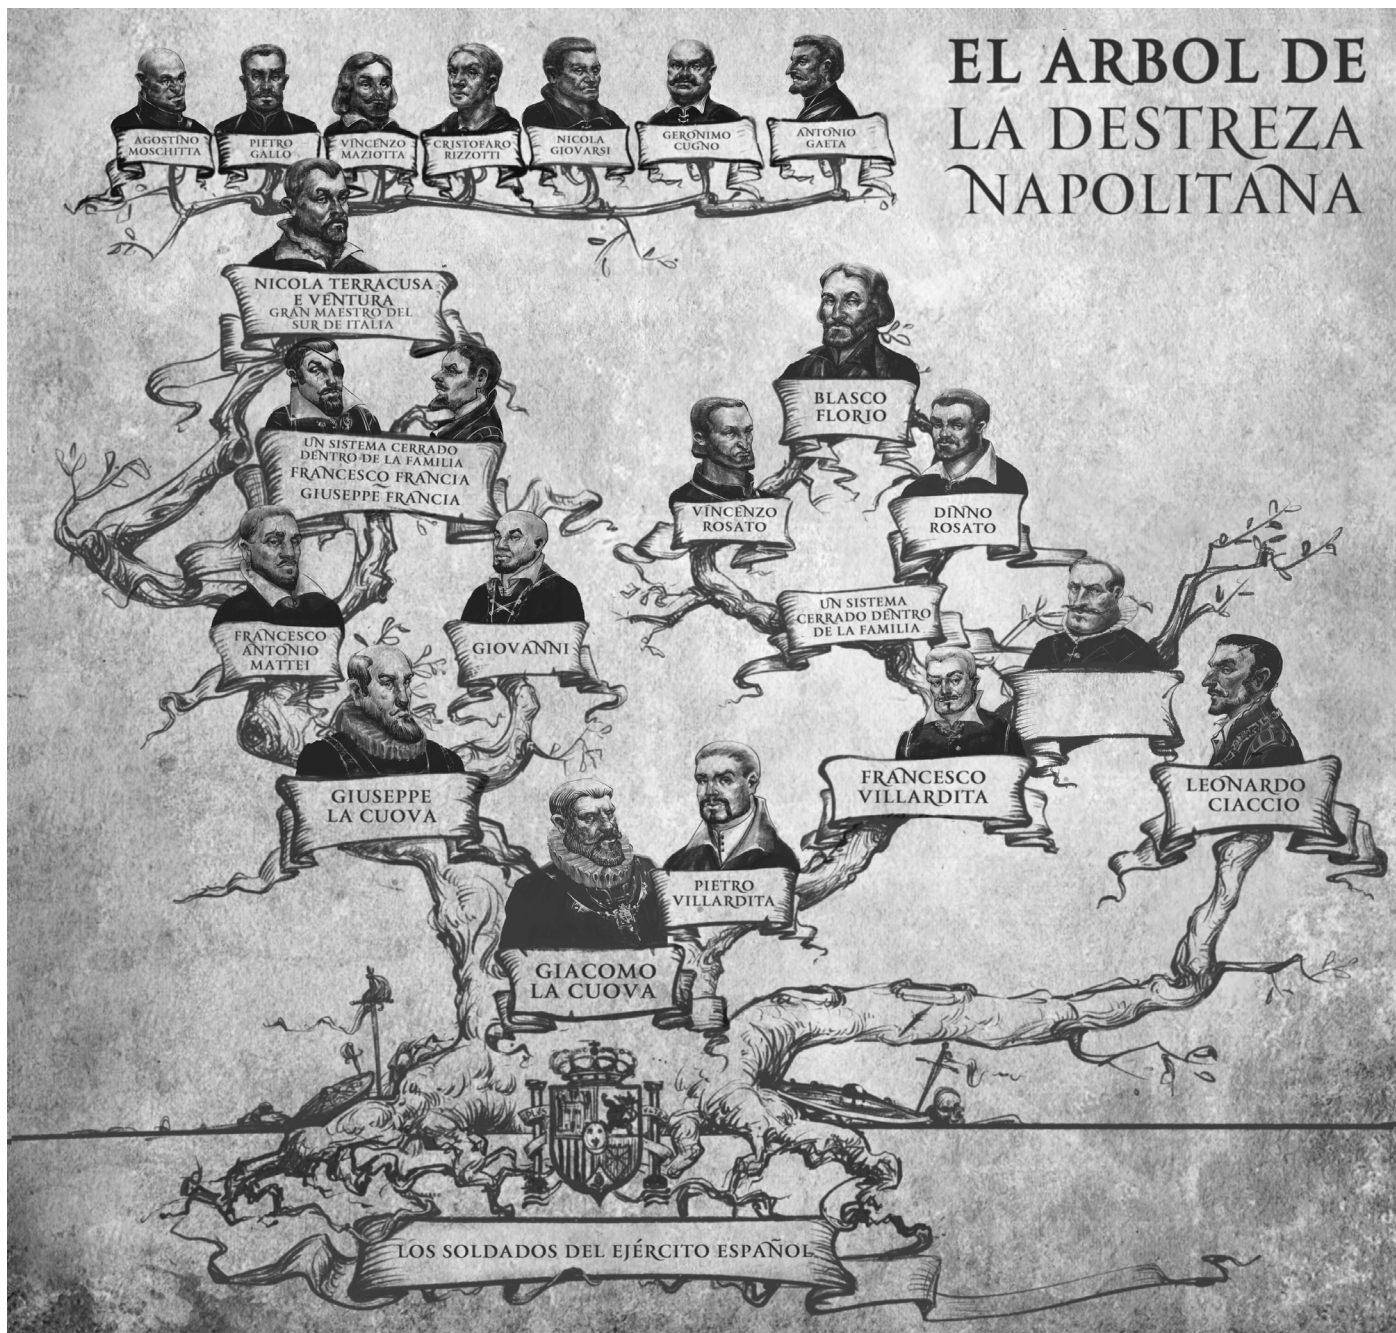 EL ARBOL DE
LA DESTREZA
NAPOLITANA
AGOSTINO
MOSCHITTA
PIETRO
GALLO
VINCENZO
MAZIOTTA
CRISTOFARO
RIZZOTTI
NICOLA
GIOVARSI
GERONIMO
CUGNO
ANTONIO
GAETA
NICOLA TERRACUSA
E VENTURA
GRAN MAESTRO DEL
SUR DE ITALIA
BLASCO
FLORIO
UN SISTEMA CERRADO
DENTRO DE LA FAMILIA
FRANCESCO FRANCIA
GIUSEPPE FRANCIA
VINCENZO
ROSATO
DINNO
ROSATO
UN SISTEMA
CERRADO DENTRO
DE LA FAMILIA
FRANCESCO
ANTONIO
MATTEI
GIOVANNI
GIUSEPPE
LA CUOVA
FRANCESCO
VILLARDITA
LEONARDO
CIACCIO
PIETRO
VILLARDITA
GIACOMO
LA CUOVA
LOS SOLDADOS DEL EJÉRCITO ESPAÑOL